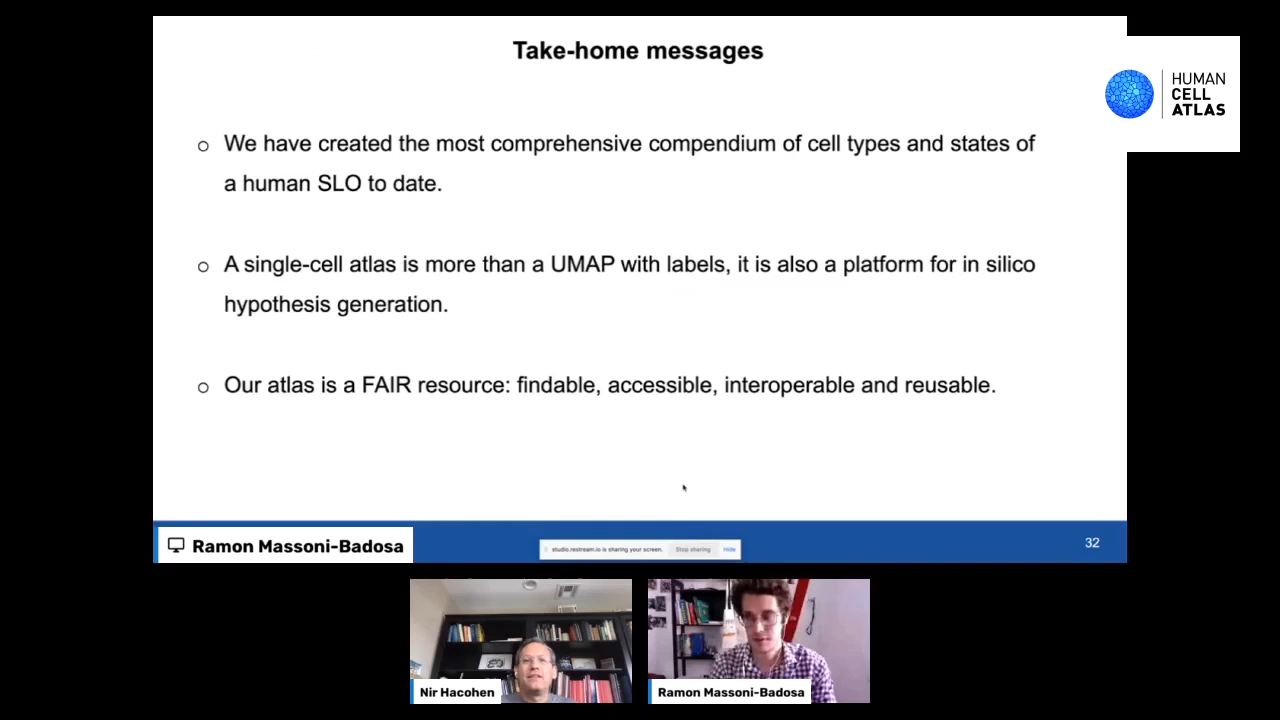 Take-home messages
HUMAN
CELL
ATLAS
We have created the most comprehensive compendium of cell types and states of
a human SLO to date.
A single-cell atlas is more than a UMAP with labels, it is also a platform for in silico
hypothesis generation.
Our atlas is a FAIR resource: findable, accessible, interoperable and reusable.
Ramon Massoni-Badosa
studio.restream.io is sharing your screen. Stop sharing Hide
32
Nir Hacohen
Ramon Massoni-Badosa